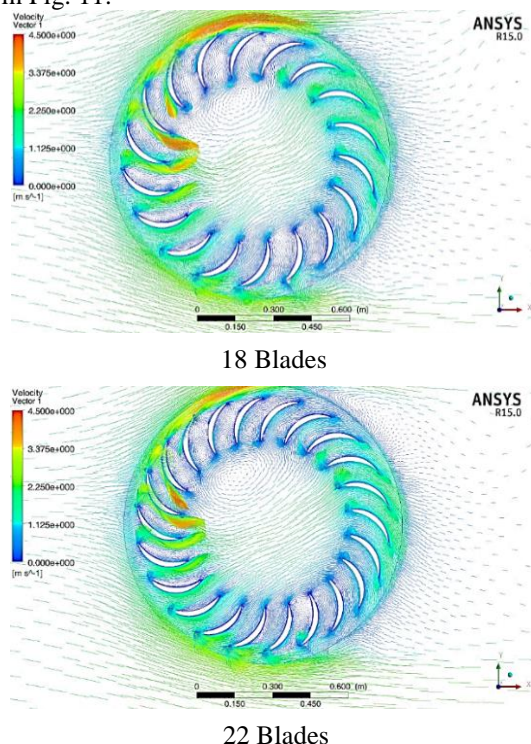 in Fig. 11.
Velocity
Vector 1
ANSYS
R15.0
4.500e+000
3.375e+000
2.250e+000
1.125e+000
0.000e+000
[m s^-1]
0 0.300 0.600 (m)
0.150 0.450
Y
X
18 Blades
Velocity
Vector 1
ANSYS
R15.0
4.500e+000
3.375e+000
2.250e+000
1.125e+000
0.000e+000
[m s^-1]
0 0.300 0.600 (m)
0.150 0.450
Y
X
22 Blades